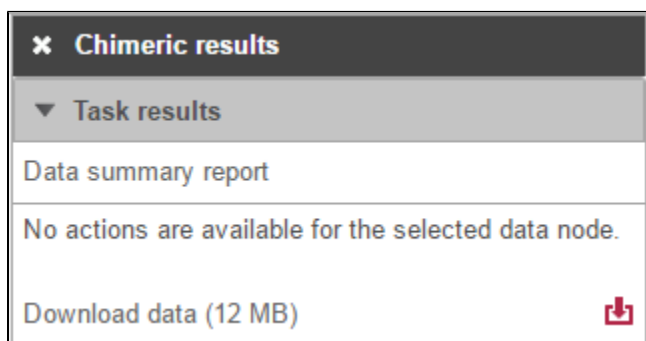 Chimeric results
Task results
Data summary report
No actions are available for the selected data node.
Download data (12 MB)